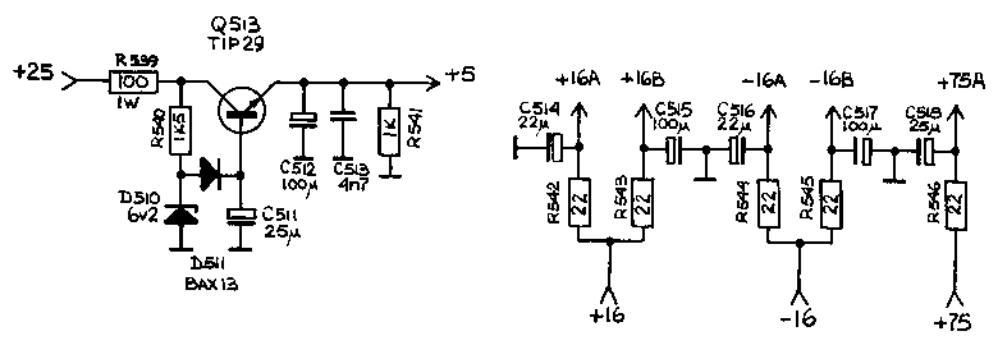 Q513
TIP29
R539
+25
100
1W
+5
R540
1K5
1K
R541
C512
100µ
C513
4n7
D510
6v2
C511
25µ
D511
BAX13
+16A
+16B
-16A
-16B
+75A
C514
22µ
C515
100µ
C516
22µ
C517
100µ
C518
25µ
R542
22
R543
22
R544
22
R545
22
R546
22
+16
-16
+75